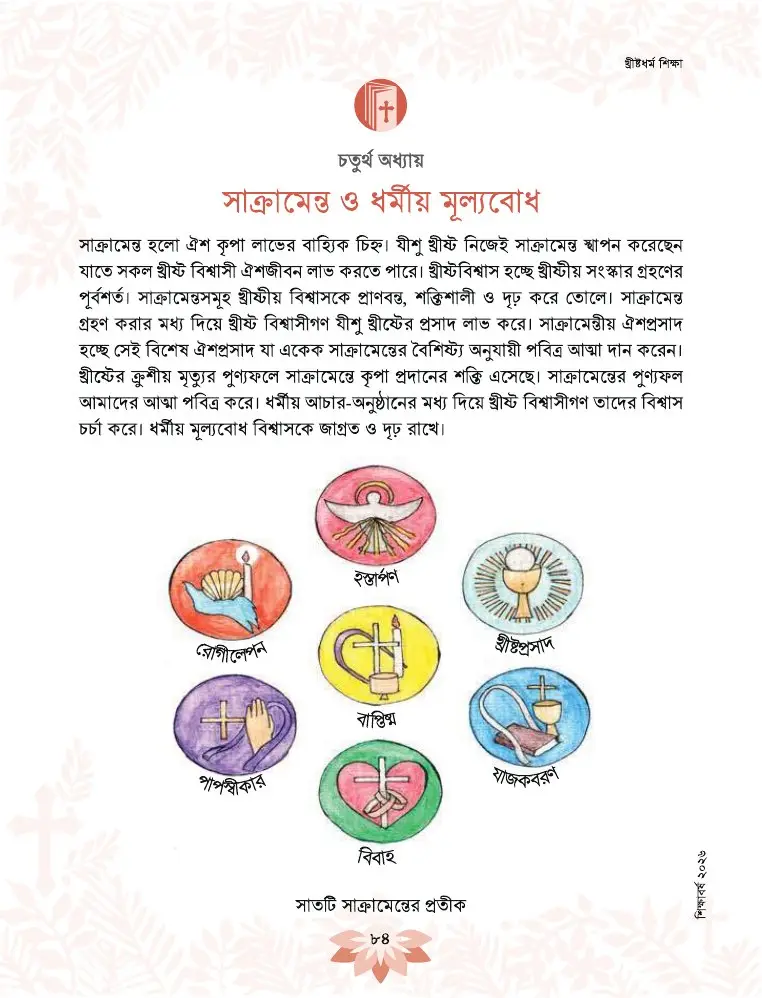 খ্রীষ্টধর্ম শিক্ষা
চতুর্থ অধ্যায়
সাক্রামেন্ত ও ধর্মীয় মূল্যবোধ
সাক্রামেন্ত হলো ঐশ কৃপা লাভের বাহ্যিক চিহ্ন। যীশু খ্রীষ্ট নিজেই সাক্রামেন্ত স্থাপন করেছেন
যাতে সকল খ্রীষ্ট বিশ্বাসী ঐশজীবন লাভ করতে পারে। খ্রীষ্টবিশ্বাস হচ্ছে খ্রীষ্টীয় সংস্কার গ্রহণের
পূর্বশর্ত। সাক্রামেন্তসমূহ খ্রীষ্টীয় বিশ্বাসকে প্রাণবন্ত, শক্তিশালী ও দৃঢ় করে তোলে। সাক্রামেন্ত
গ্রহণ করার মধ্য দিয়ে খ্রীষ্ট বিশ্বাসীগণ যীশু খ্রীষ্টের প্রসাদ লাভ করে। সাক্রামেন্তীয় ঐশপ্রসাদ
হচ্ছে সেই বিশেষ ঐশপ্রসাদ যা একেক সাক্রামেন্তের বৈশিষ্ট্য অনুযায়ী পবিত্র আত্মা দান করেন।
খ্রীষ্টের ক্রুশীয় মৃত্যুর পুণ্যফলে সাক্রামেন্তে কৃপা প্রদানের শক্তি এসেছে। সাক্রামেন্তের পুণ্যফল
আমাদের আত্মা পবিত্র করে। ধর্মীয় আচার-অনুষ্ঠানের মধ্য দিয়ে খ্রীষ্ট বিশ্বাসীগণ তাদের বিশ্বাস
চর্চা করে। ধর্মীয় মূল্যবোধ বিশ্বাসকে জাগ্রত ও দৃঢ় রাখে।
হস্তার্পণ
রোগীলেপন
খ্রীষ্টপ্রসাদ
বাপ্তিষ্ম
পাপস্বীকার
যাজকবরণ
বিবাহ
সাতটি সাক্রামেন্তের প্রতীক
শিক্ষাবর্ষ ২০২৬
৮৪